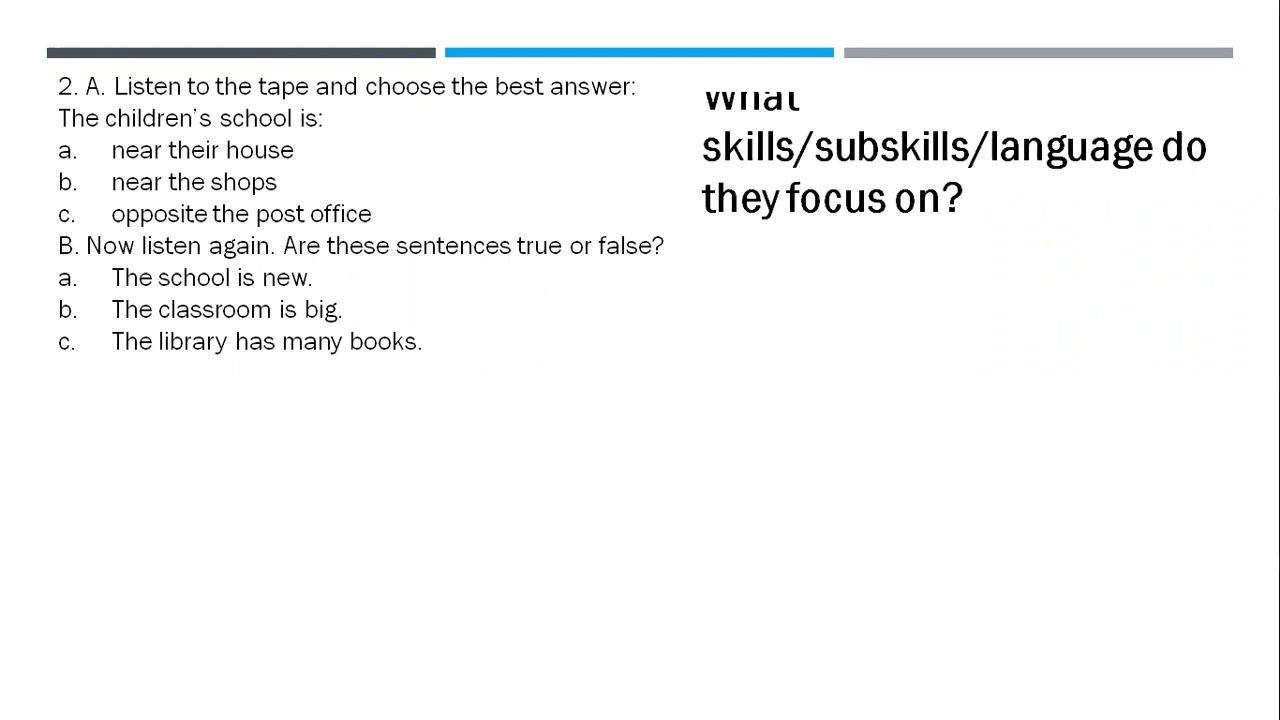 2. A. Listen to the tape and choose the best answer:
The children's school is:
a. near their house
b. near the shops
c. opposite the post office
B. Now listen again. Are these sentences true or false?
a. The school is new.
b. The classroom is big.
c. The library has many books.
What
skills/subskills/language do
they focus on?